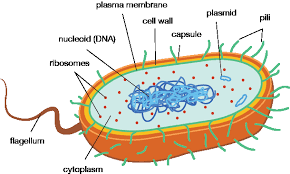 plasma membrane
cell wall
plasmid
pili
nucleoid (DNA)
capsule
ribosomes
flagellum
cytoplasm